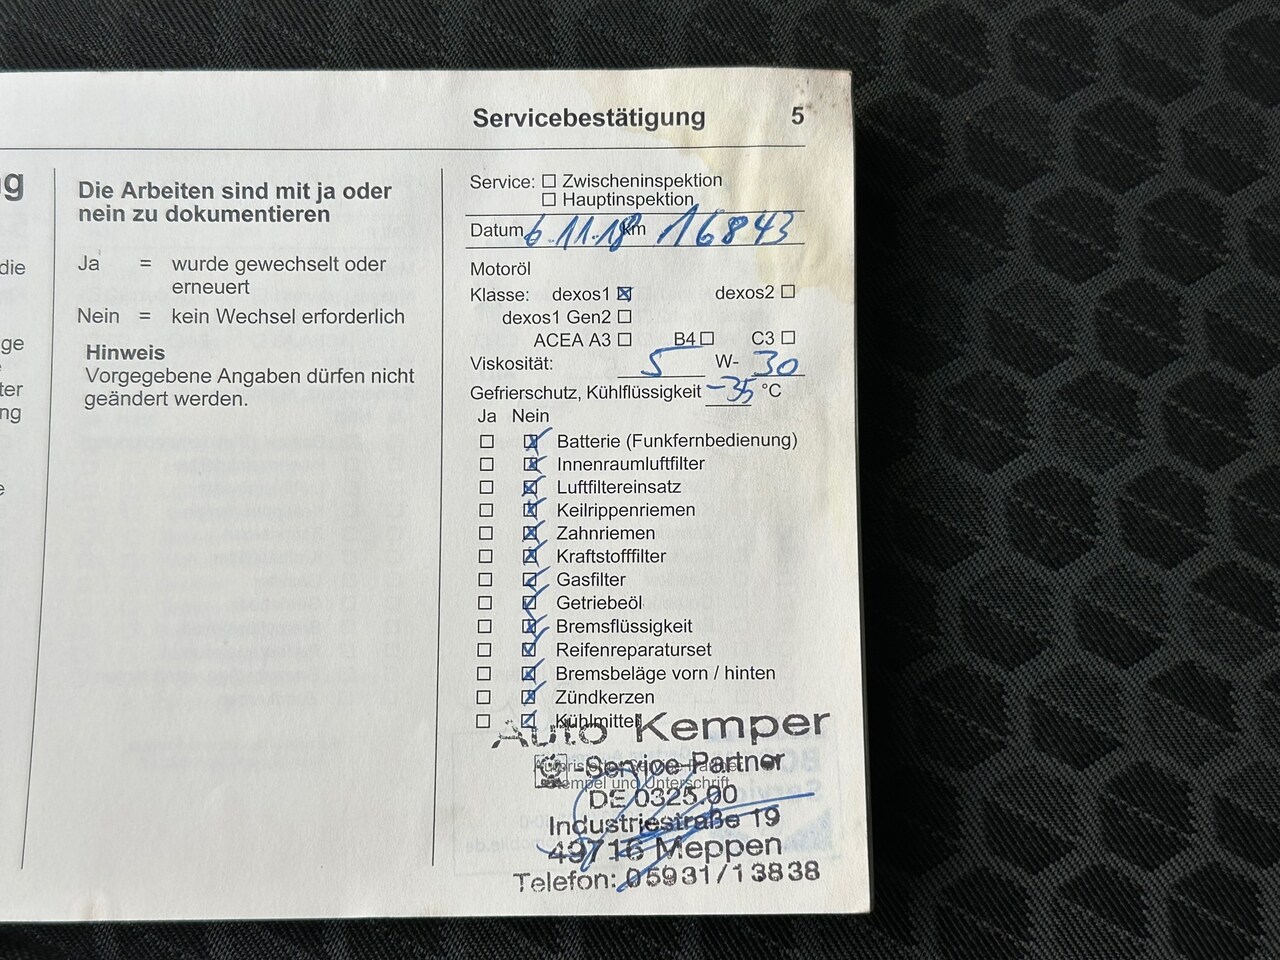 Servicebestätigung 5
g
die
ge
ter
ng
e
Die Arbeiten sind mit ja oder
nein zu dokumentieren
Ja = wurde gewechselt oder
erneuert
Nein = kein Wechsel erforderlich
Hinweis
Vorgegebene Angaben dürfen nicht
geändert werden.
Service: ☐ Zwischeninspektion
☐ Hauptinspektion
Datum 6.11.18 km 16843
Motoröl
Klasse: dexos1 ☒ dexos2 ☐
dexos1 Gen2 ☐
ACEA A3 ☐ B4 ☐ C3 ☐
Viskosität: 5 W- 30
Gefrierschutz, Kühlflüssigkeit -35 °C
Ja Nein
☐ ☒ Batterie (Funkfernbedienung)
☐ ☒ Innenraumluftfilter
☐ ☒ Luftfiltereinsatz
☐ ☒ Keilrippenriemen
☐ ☒ Zahnriemen
☐ ☒ Kraftstofffilter
☐ ☒ Gasfilter
☐ ☒ Getriebeöl
☐ ☒ Bremsflüssigkeit
☐ ☒ Reifenreparaturset
☐ ☒ Bremsbeläge vorn / hinten
☐ ☒ Zündkerzen
☐ ☒ Kühlmittel
Auto Kemper
-Service-Partner
Stempel und Unterschrift
DE 0325.00
Industriestraße 19
49716 Meppen
Telefon: 05931/13838